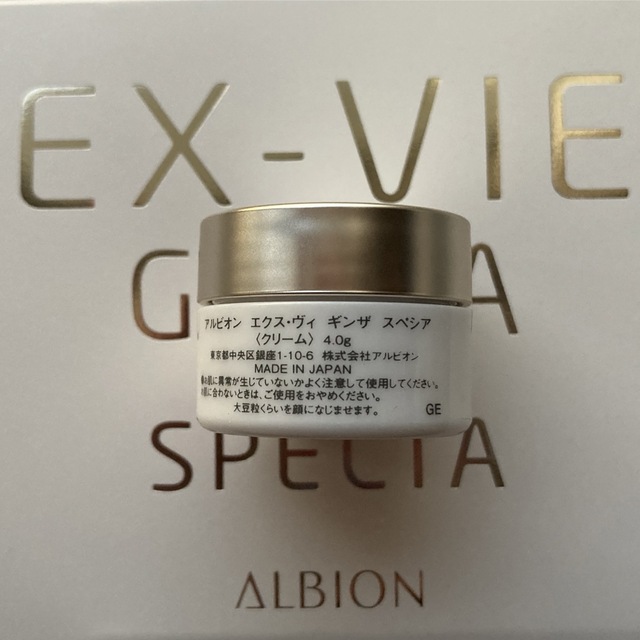 EX-VIE
G A
アルビオン エクス・ヴィ ギンザ スペシア
〈クリーム〉 4.0g
東京都中央区銀座1-10-6 株式会社アルビオン
MADE IN JAPAN
の肌に異常が生じていないかよく注意して使用してください。
肌に合わないときは、ご使用をおやめください。
大豆粒くらいを顔になじませます。
GE
SPECIA
ALBION